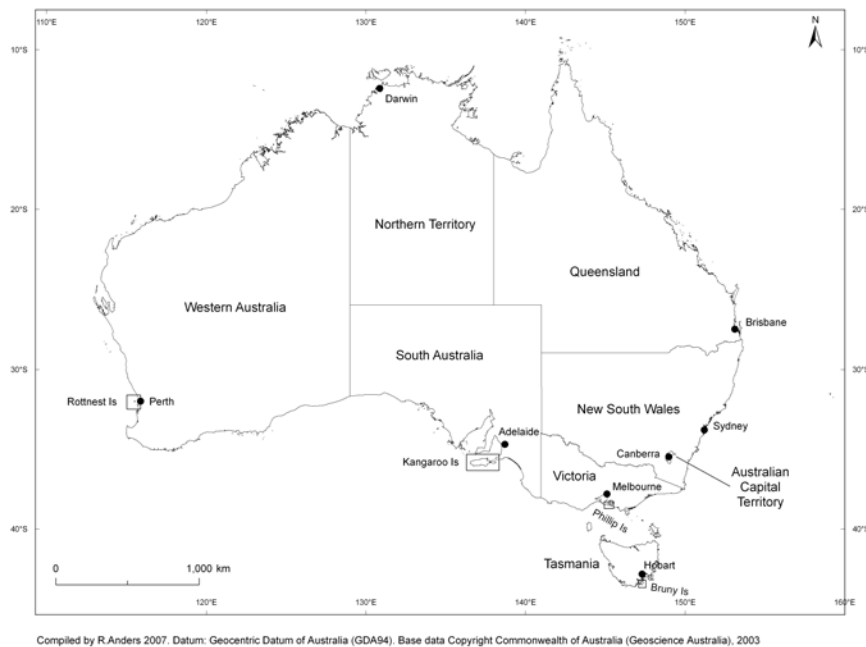 110°E
120°E
130°E
140°E
150°E
N
10°S
10°S
Darwin
20°S
20°S
Northern Territory
Queensland
Western Australia
Brisbane
South Australia
30°S
30°S
Rottnest Is
Perth
New South Wales
Sydney
Adelaide
Canberra
Kangaroo Is
Victoria
Australian
Capital
Territory
Melbourne
Phillip Is
40°S
40°S
Tasmania
Hobart
Bruny Is
0
1,000 km
120°E
130°E
140°E
150°E
160°E
Compiled by R.Anders 2007. Datum: Geocentric Datum of Australia (GDA94). Base data Copyright Commonwealth of Australia (Geoscience Australia), 2003